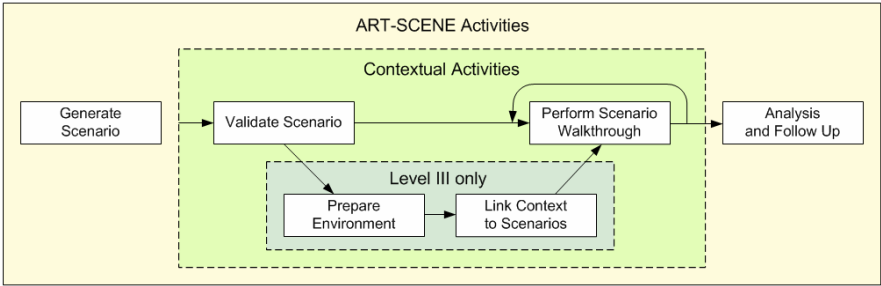 ART-SCENE Activities
Contextual Activities
Generate
Scenario
Validate Scenario
Perform Scenario
Walkthrough
Analysis
and Follow Up
Level III only
Prepare
Environment
Link Context
to Scenarios